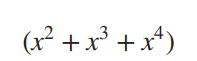 (x² + x³ + x⁴)